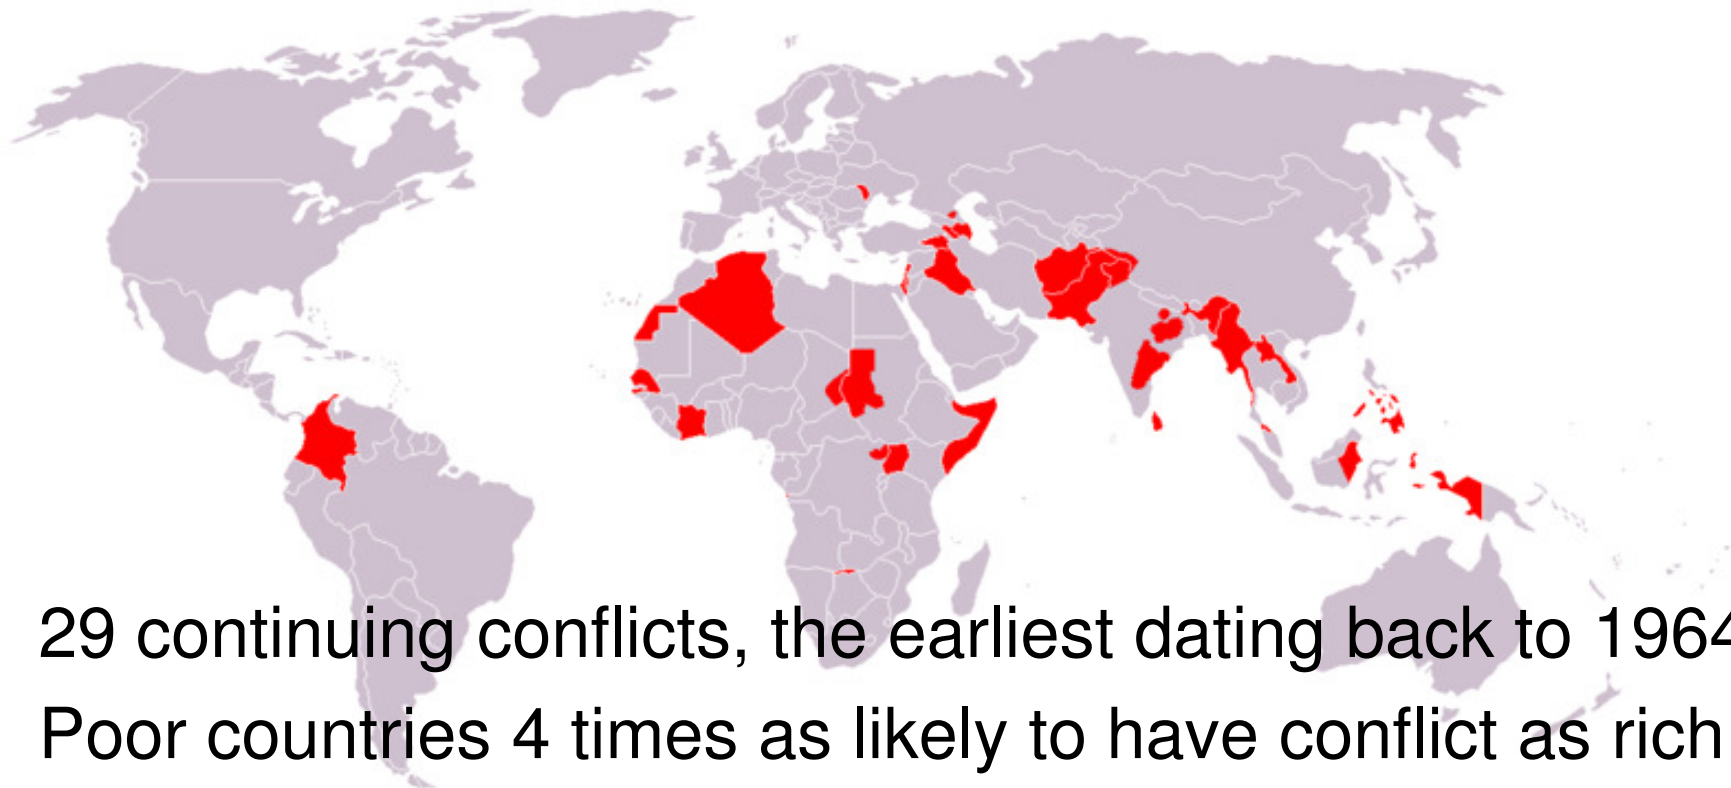 29 continuing conflicts, the earliest dating back to 1964
Poor countries 4 times as likely to have conflict as rich